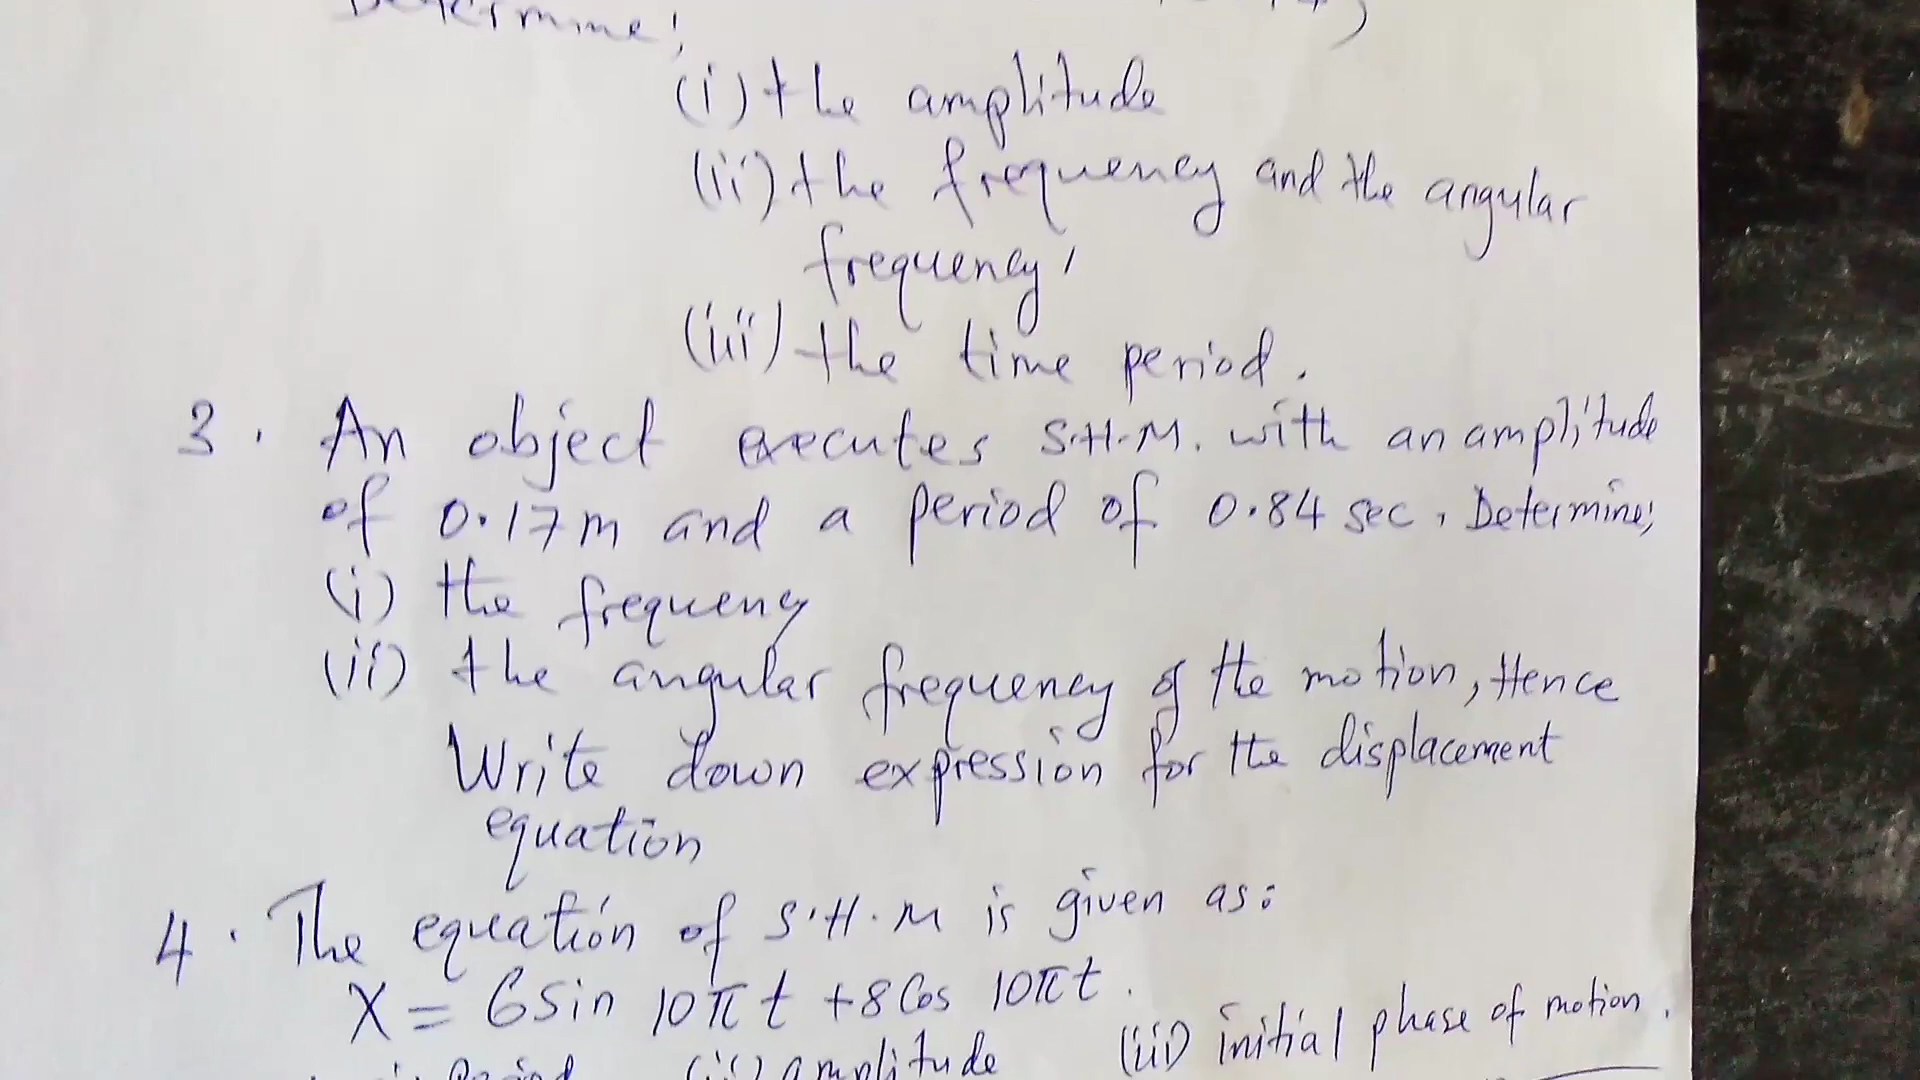 Determine;
(i) the amplitude
(ii) the frequency and the angular
frequency,
(iii) the time period.
3. An object executes S.H.M. with an amplitude
of 0.17m and a period of 0.84 sec. Determine;
(i) the frequency
(ii) the angular frequency of the motion, Hence
Write down expression for the displacement
equation
4. The equation of S.H.M is given as:
X = 6Sin 10πt + 8Cos 10πt.
Period (ii) amplitude (iii) initial phase of motion.